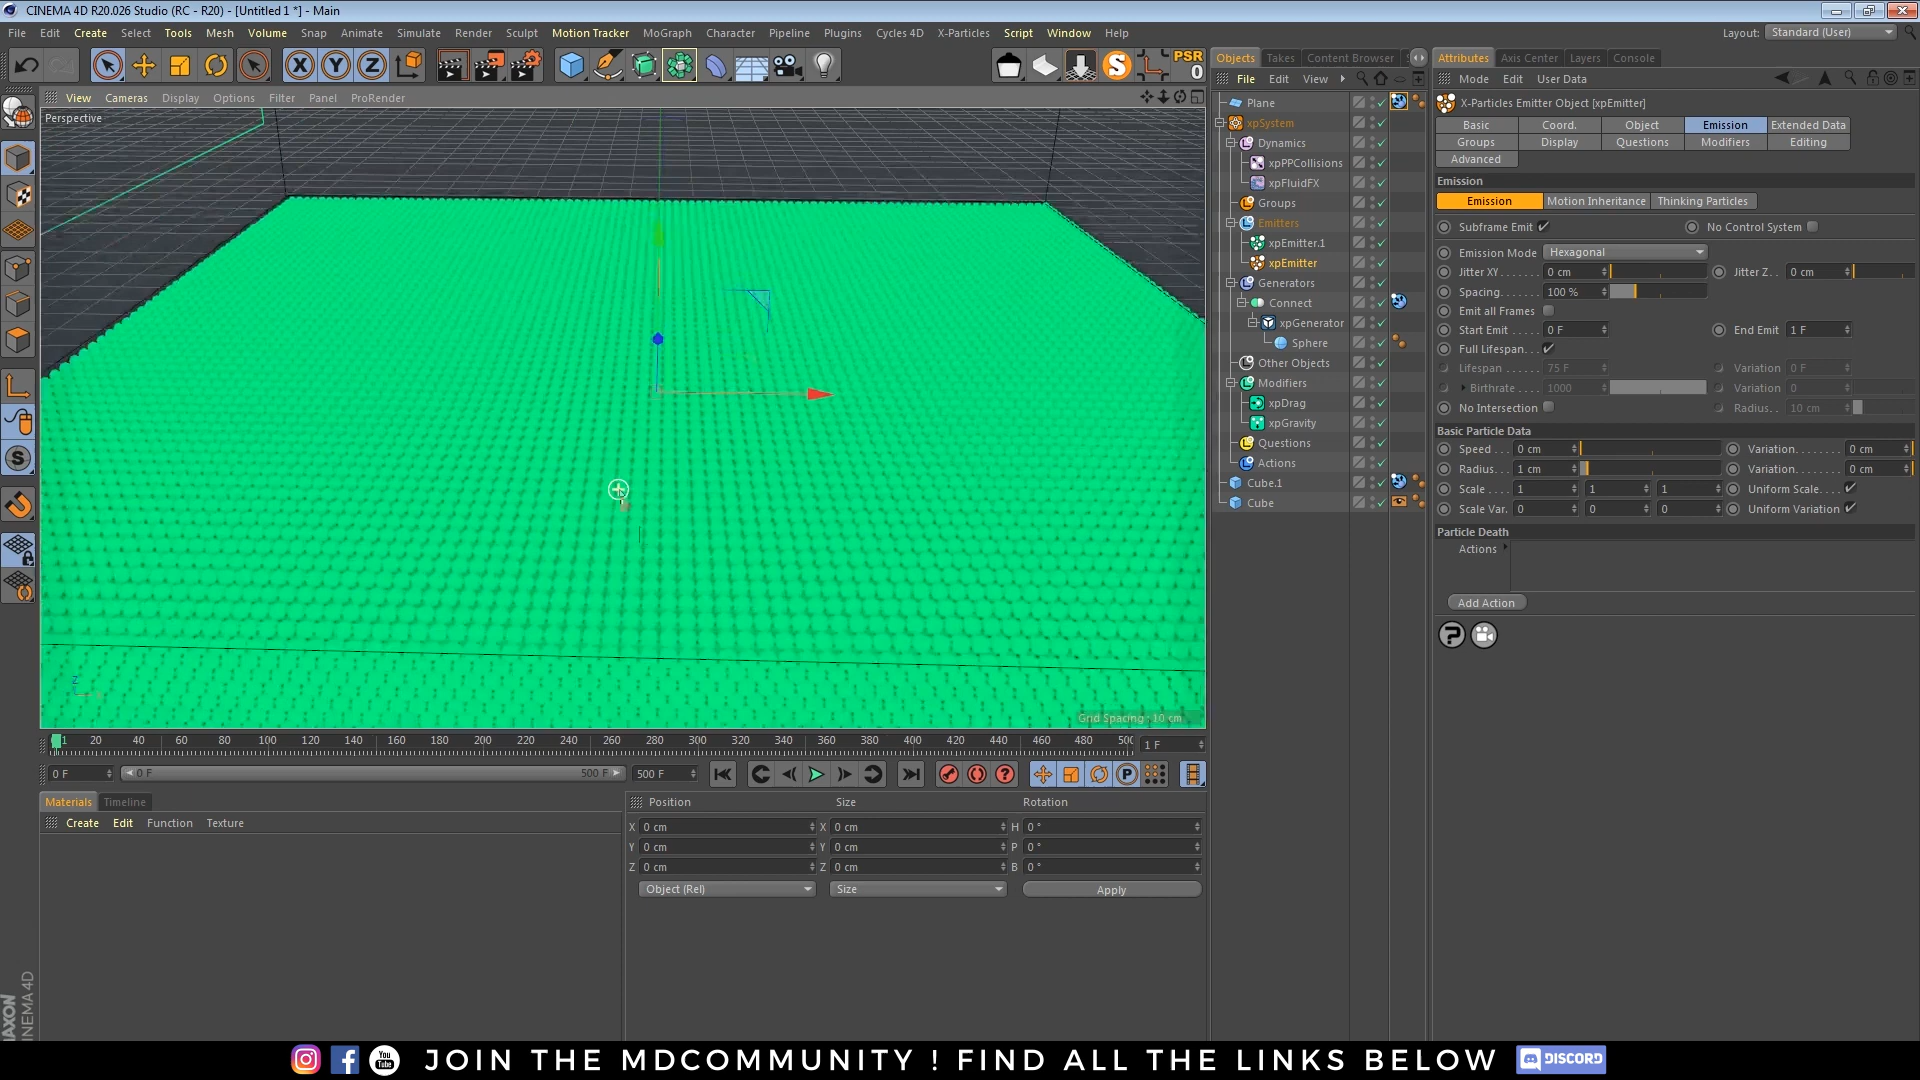 CINEMA 4D R20.026 Studio (RC - R20) - [Untitled 1 *] - Main
File Edit Create Select Tools Mesh Volume Snap Animate Simulate Render Sculpt Motion Tracker MoGraph Character Pipeline Plugins Cycles 4D X-Particles Script Window Help Layout: Standard (User)
X Y Z S PSR 0
Objects Takes Content Browser
Attributes Axis Center Layers Console
File Edit View
Mode Edit User Data
View Cameras Display Options Filter Panel ProRender
Perspective
Grid Spacing : 10 cm
Plane
xpSystem
Dynamics
xpPPCollisions
xpFluidFX
Groups
Emitters
xpEmitter.1
xpEmitter
Generators
Connect
xpGenerator
Sphere
Other Objects
Modifiers
xpDrag
xpGravity
Questions
Actions
Cube.1
Cube
X-Particles Emitter Object [xpEmitter]
Basic Coord. Object Emission Extended Data
Groups Display Questions Modifiers Editing
Advanced
Emission
Emission Motion Inheritance Thinking Particles
Subframe Emit No Control System
Emission Mode Hexagonal
Jitter XY 0 cm Jitter Z 0 cm
Spacing 100 %
Emit all Frames
Start Emit 0 F End Emit 1 F
Full Lifespan
Lifespan 75 F Variation 0 F
Birthrate 1000 Variation 0
No Intersection Radius 10 cm
Basic Particle Data
Speed 0 cm Variation 0 cm
Radius 1 cm Variation 0 cm
Scale 1 1 1 Uniform Scale
Scale Var. 0 0 0 Uniform Variation
Particle Death
Actions
Add Action
1 20 40 60 80 100 120 140 160 180 200 220 240 260 280 300 320 340 360 380 400 420 440 460 480 500 1 F
0 F 0 F 500 F 500 F
Materials Timeline
Create Edit Function Texture
Position Size Rotation
X 0 cm X 0 cm H 0 °
Y 0 cm Y 0 cm P 0 °
Z 0 cm Z 0 cm B 0 °
Object (Rel) Size Apply
MAXON CINEMA 4D
You Tube JOIN THE MDCOMMUNITY ! FIND ALL THE LINKS BELOW DISCORD